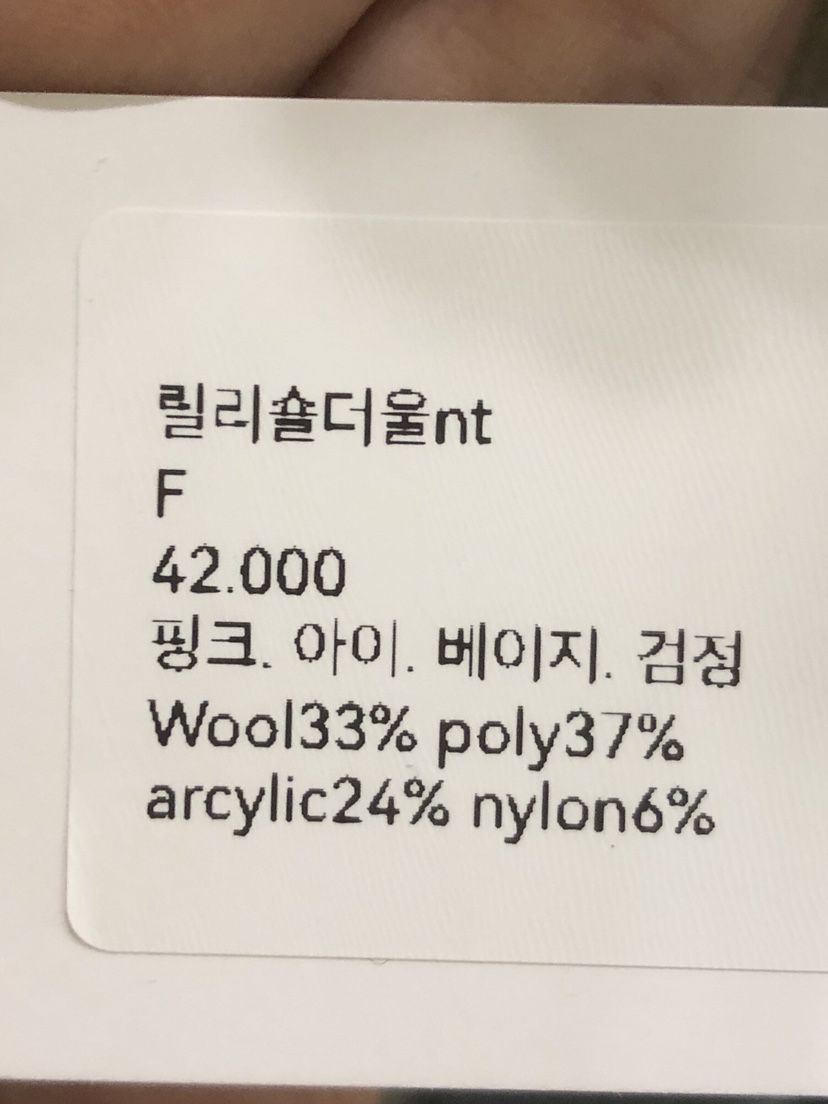 릴리숄더울nt
F
42.000
핑크. 아이. 베이지. 검정
Wool33% poly37%
arcylic24% nylon6%